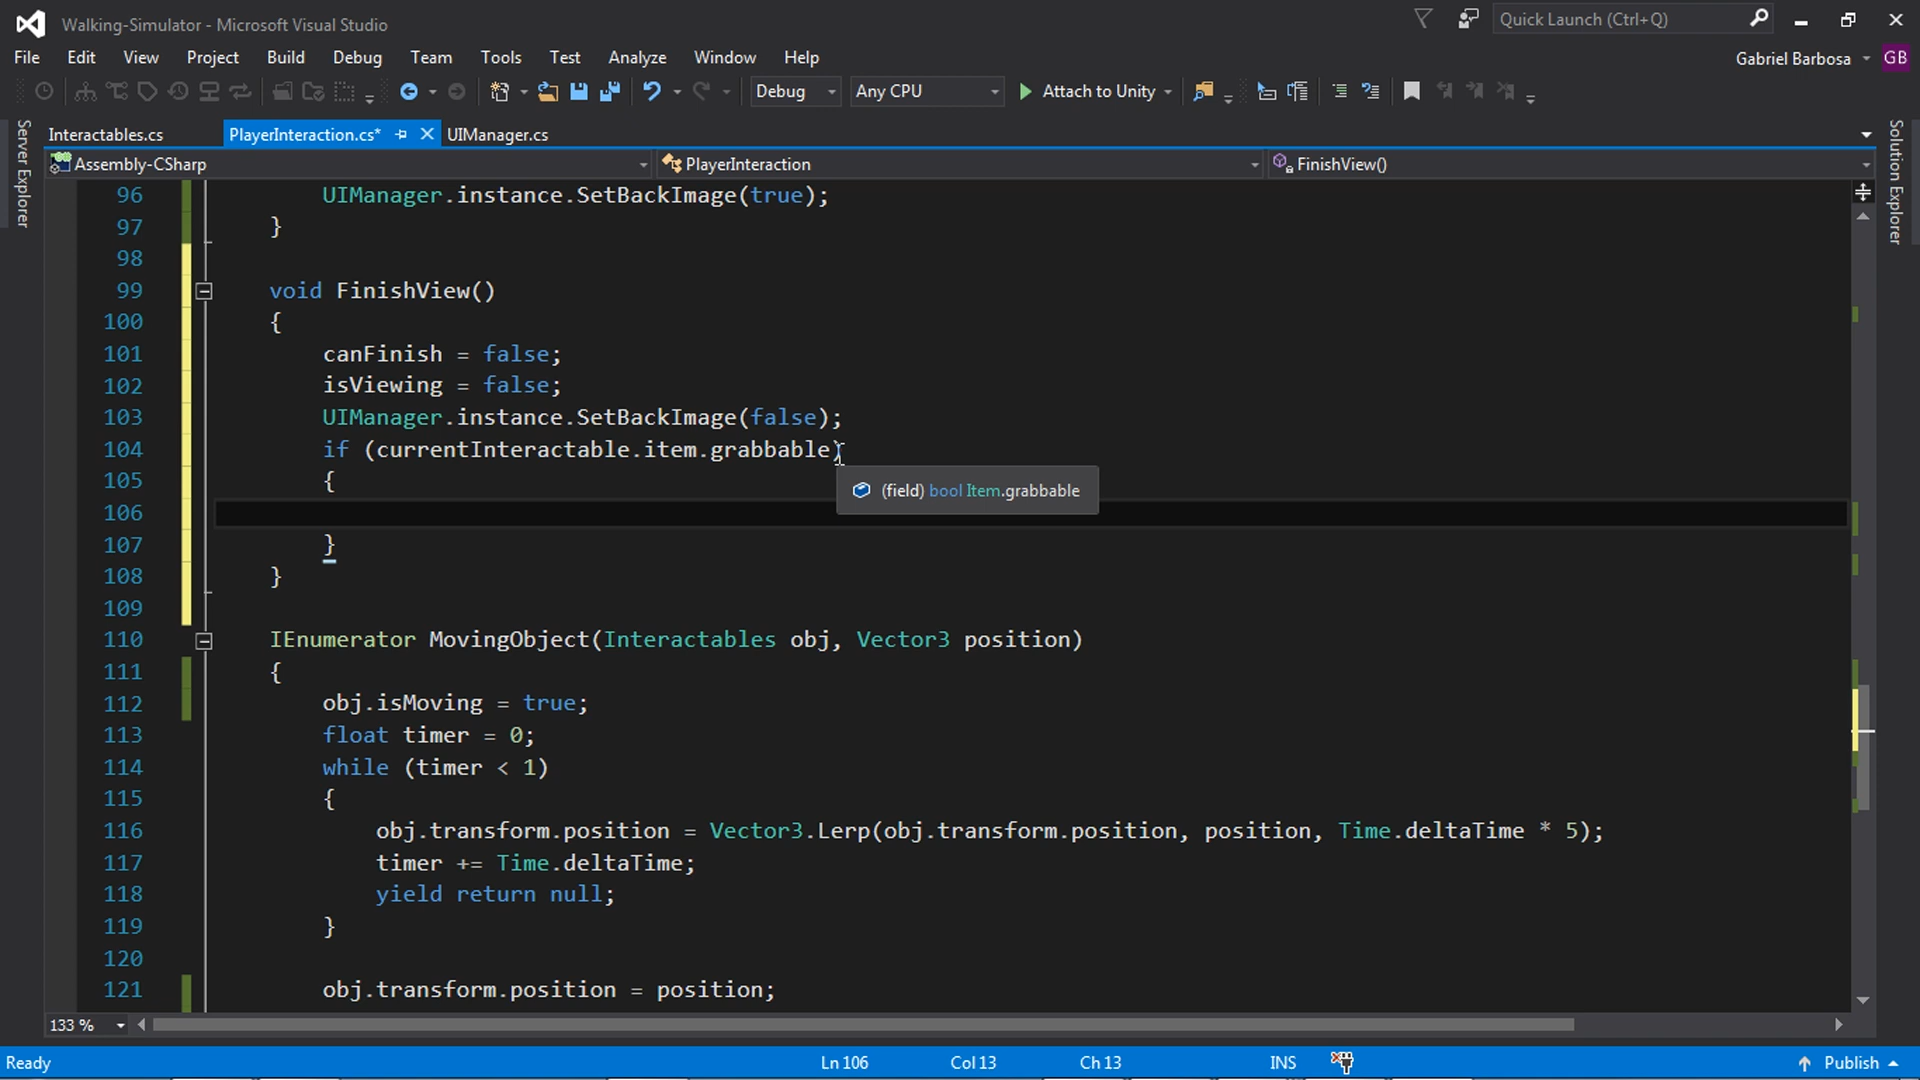 Walking-Simulator - Microsoft Visual Studio
Quick Launch (Ctrl+Q)
File Edit View Project Build Debug Team Tools Test Analyze Window Help
Gabriel Barbosa GB
Debug Any CPU Attach to Unity
Server Explorer
Solution Explorer
Interactables.cs PlayerInteraction.cs* UIManager.cs
Assembly-CSharp PlayerInteraction FinishView()
96 UIManager.instance.SetBackImage(true);
97 }
98
99 void FinishView()
100 {
101 canFinish = false;
102 isViewing = false;
103 UIManager.instance.SetBackImage(false);
104 if (currentInteractable.item.grabbable)
105 {
(field) bool Item.grabbable
106
107 }
108 }
109
110 IEnumerator MovingObject(Interactables obj, Vector3 position)
111 {
112 obj.isMoving = true;
113 float timer = 0;
114 while (timer < 1)
115 {
116 obj.transform.position = Vector3.Lerp(obj.transform.position, position, Time.deltaTime * 5);
117 timer += Time.deltaTime;
118 yield return null;
119 }
120
121 obj.transform.position = position;
133 %
Ready Ln 106 Col 13 Ch 13 INS Publish